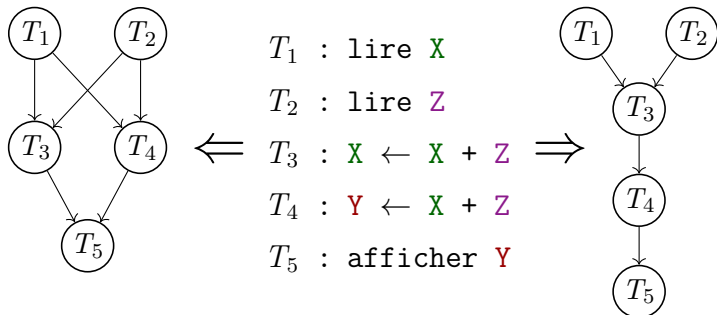 T1 T2
T3 T4
T5
T1 : lire X
T2 : lire Z
⇐ T3 : X ← X + Z ⇒
T4 : Y ← X + Z
T5 : afficher Y
T1 T2
T3
T4
T5